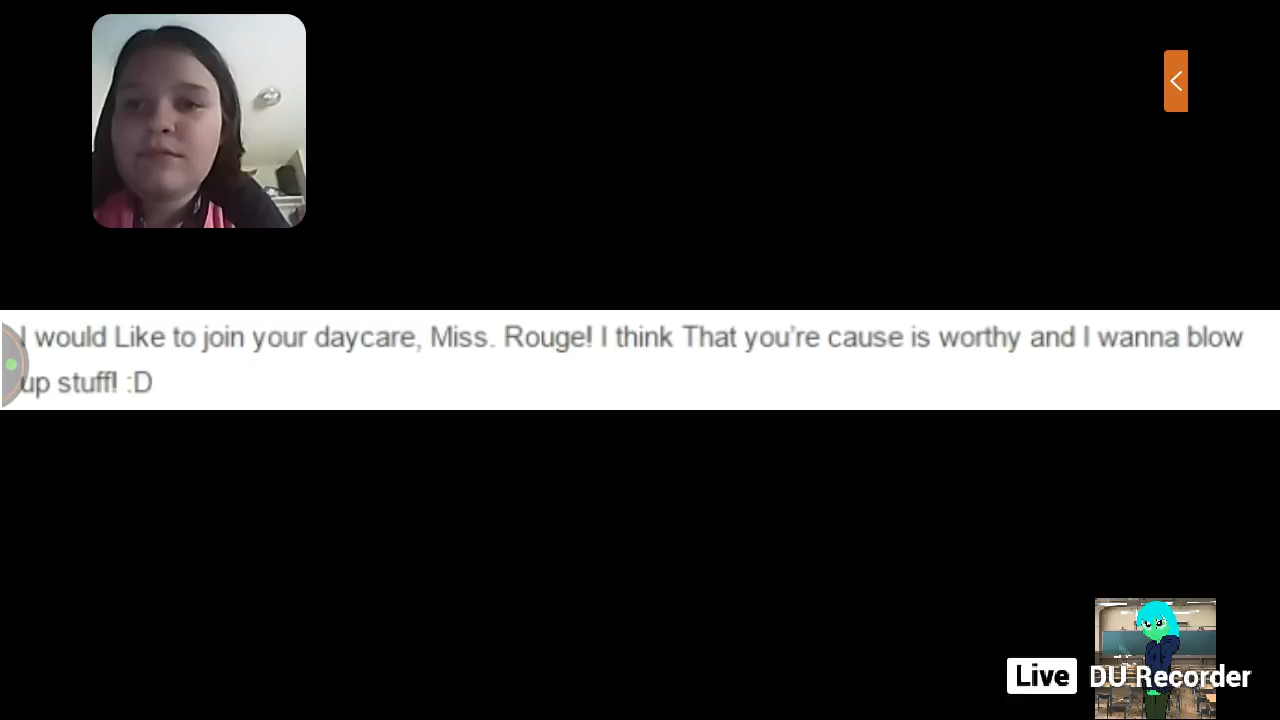 I would Like to join your daycare, Miss. Rouge! I think That you're cause is worthy and I wanna blow
up stuff! :D
Live DU Recorder